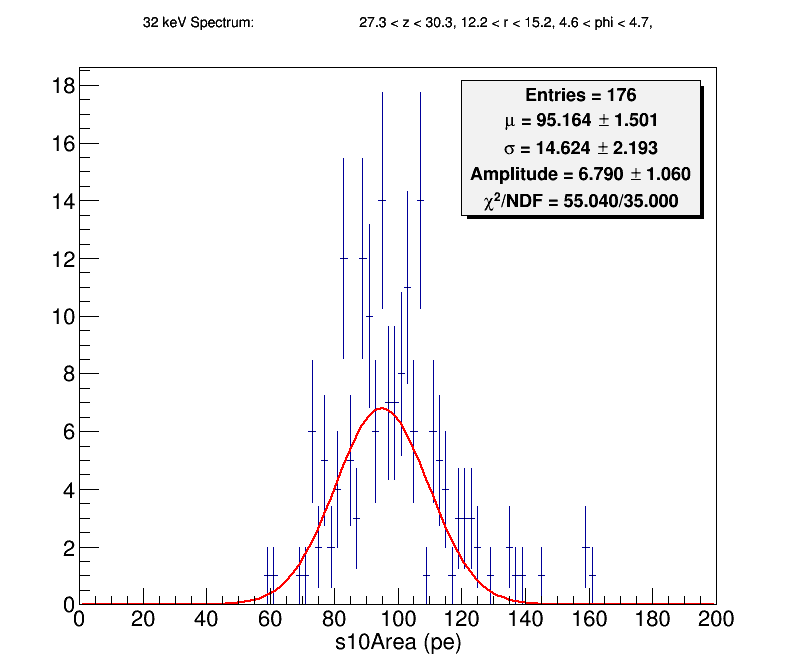 32 keV Spectrum: 27.3 < z < 30.3, 12.2 < r < 15.2, 4.6 < phi < 4.7,
Entries = 176
μ = 95.164 ± 1.501
σ = 14.624 ± 2.193
Amplitude = 6.790 ± 1.060
χ²/NDF = 55.040/35.000
18
16
14
12
10
8
6
4
2
0
0 20 40 60 80 100 120 140 160 180 200
s10Area (pe)